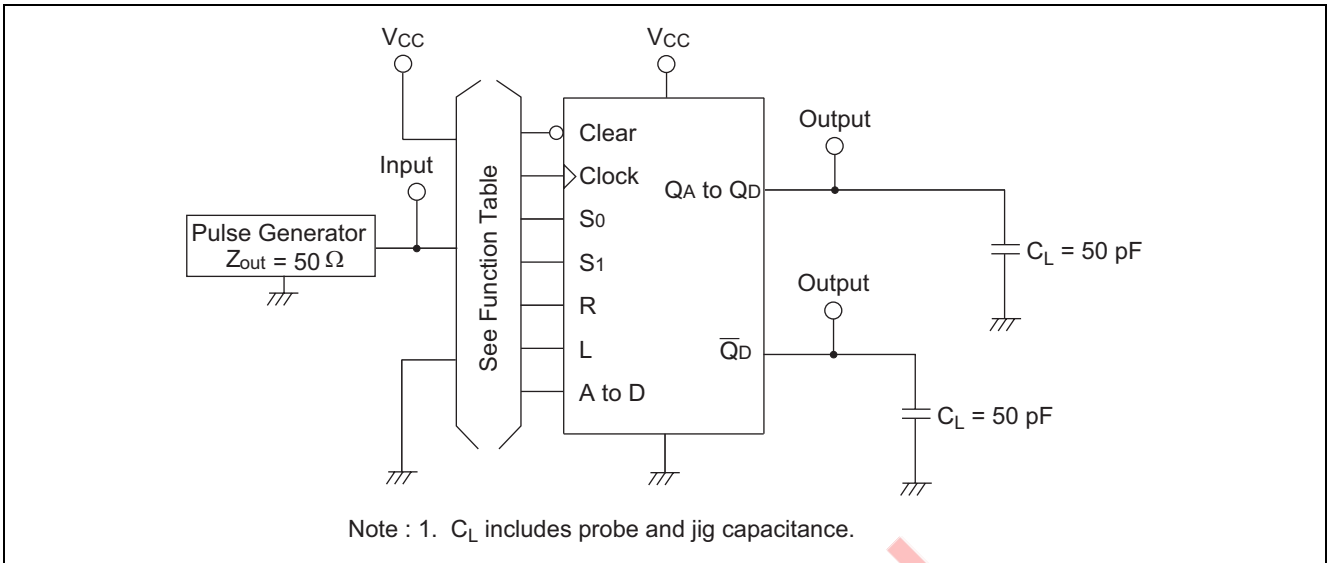 VCC
VCC
Input
Pulse Generator
Zout = 50 Ω
See Function Table
Clear
Clock
S0
S1
R
L
A to D
QA to QD
Q̅D
Output
CL = 50 pF
Output
CL = 50 pF
Note : 1. CL includes probe and jig capacitance.